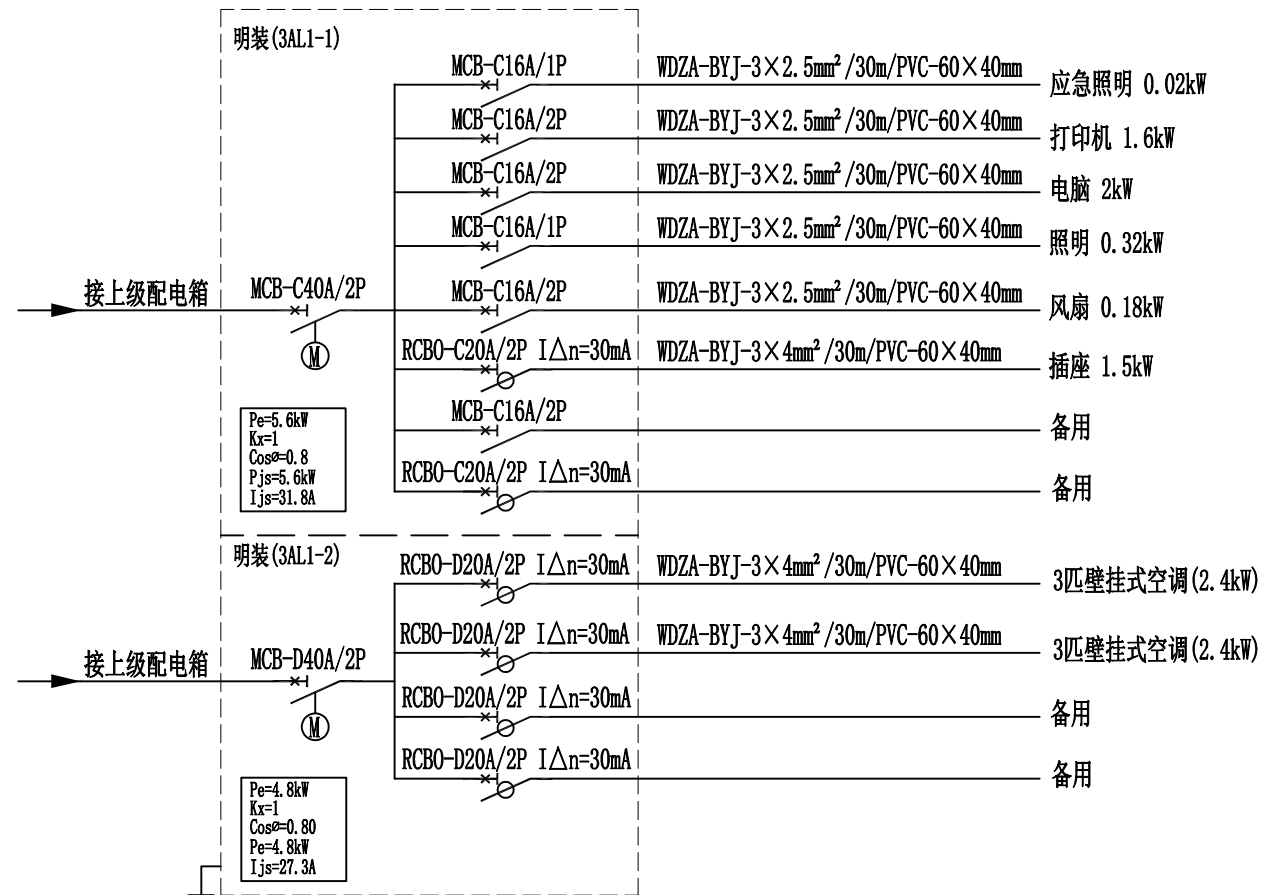 明装(3AL1-1)
MCB-C16A/1P WDZA-BYJ-3×2.5mm²/30m/PVC-60×40mm 应急照明 0.02kW
MCB-C16A/2P WDZA-BYJ-3×2.5mm²/30m/PVC-60×40mm 打印机 1.6kW
MCB-C16A/2P WDZA-BYJ-3×2.5mm²/30m/PVC-60×40mm 电脑 2kW
MCB-C16A/1P WDZA-BYJ-3×2.5mm²/30m/PVC-60×40mm 照明 0.32kW
接上级配电箱 MCB-C40A/2P MCB-C16A/2P WDZA-BYJ-3×2.5mm²/30m/PVC-60×40mm 风扇 0.18kW
M
RCBO-C20A/2P I△n=30mA WDZA-BYJ-3×4mm²/30m/PVC-60×40mm 插座 1.5kW
MCB-C16A/2P 备用
RCBO-C20A/2P I△n=30mA 备用
Pe=5.6kW
Kx=1
Cosø=0.8
Pjs=5.6kW
Ijs=31.8A
明装(3AL1-2)
RCBO-D20A/2P I△n=30mA WDZA-BYJ-3×4mm²/30m/PVC-60×40mm 3匹壁挂式空调(2.4kW)
RCBO-D20A/2P I△n=30mA WDZA-BYJ-3×4mm²/30m/PVC-60×40mm 3匹壁挂式空调(2.4kW)
接上级配电箱 MCB-D40A/2P
M
RCBO-D20A/2P I△n=30mA 备用
RCBO-D20A/2P I△n=30mA 备用
Pe=4.8kW
Kx=1
Cosø=0.80
Pe=4.8kW
Ijs=27.3A